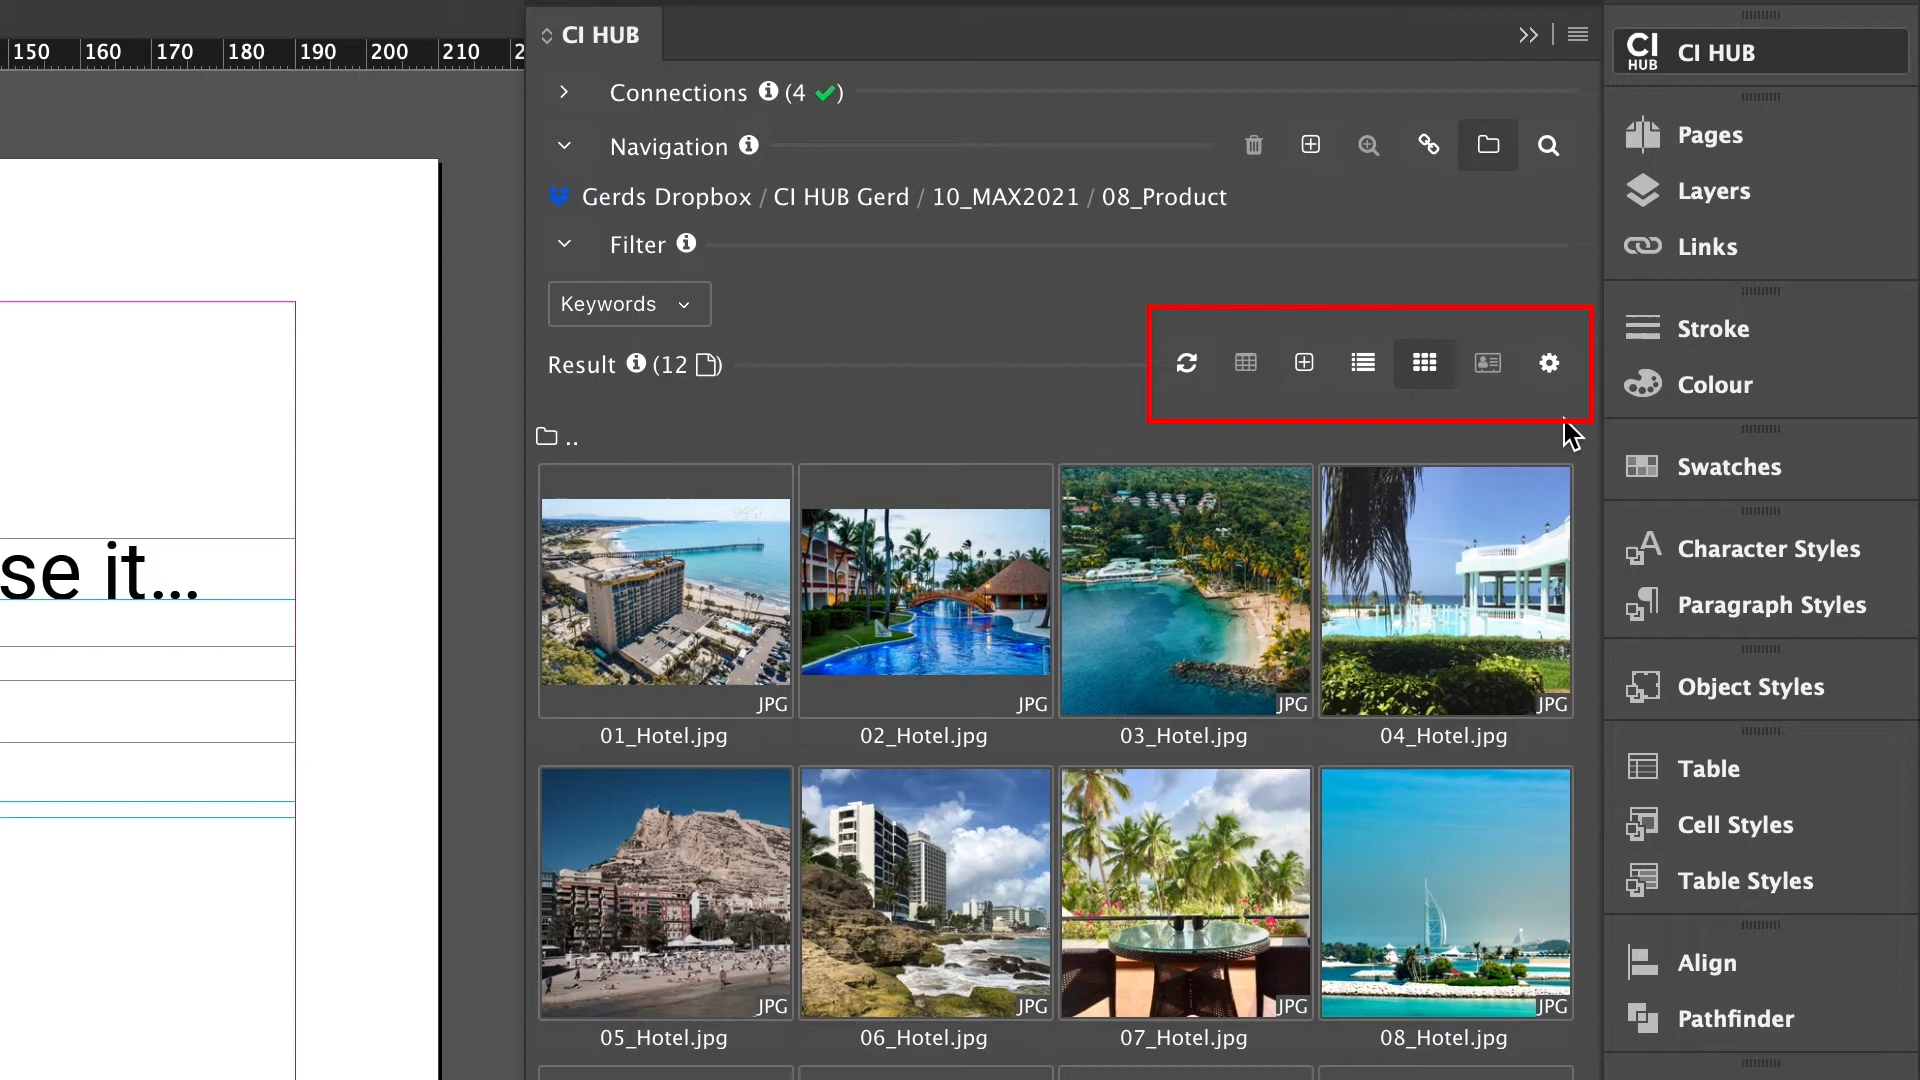 150 160 170 180 190 200 210 2
CI HUB
Connections (4 )
Navigation
Gerds Dropbox / CI HUB Gerd / 10_MAX2021 / 08_Product
Filter
Keywords
Result (12 )
..
JPG JPG JPG JPG
01_Hotel.jpg 02_Hotel.jpg 03_Hotel.jpg 04_Hotel.jpg
JPG JPG JPG JPG
05_Hotel.jpg 06_Hotel.jpg 07_Hotel.jpg 08_Hotel.jpg
se it...
CI
HUB
CI HUB
Pages
Layers
Links
Stroke
Colour
Swatches
Character Styles
Paragraph Styles
Object Styles
Table
Cell Styles
Table Styles
Align
Pathfinder